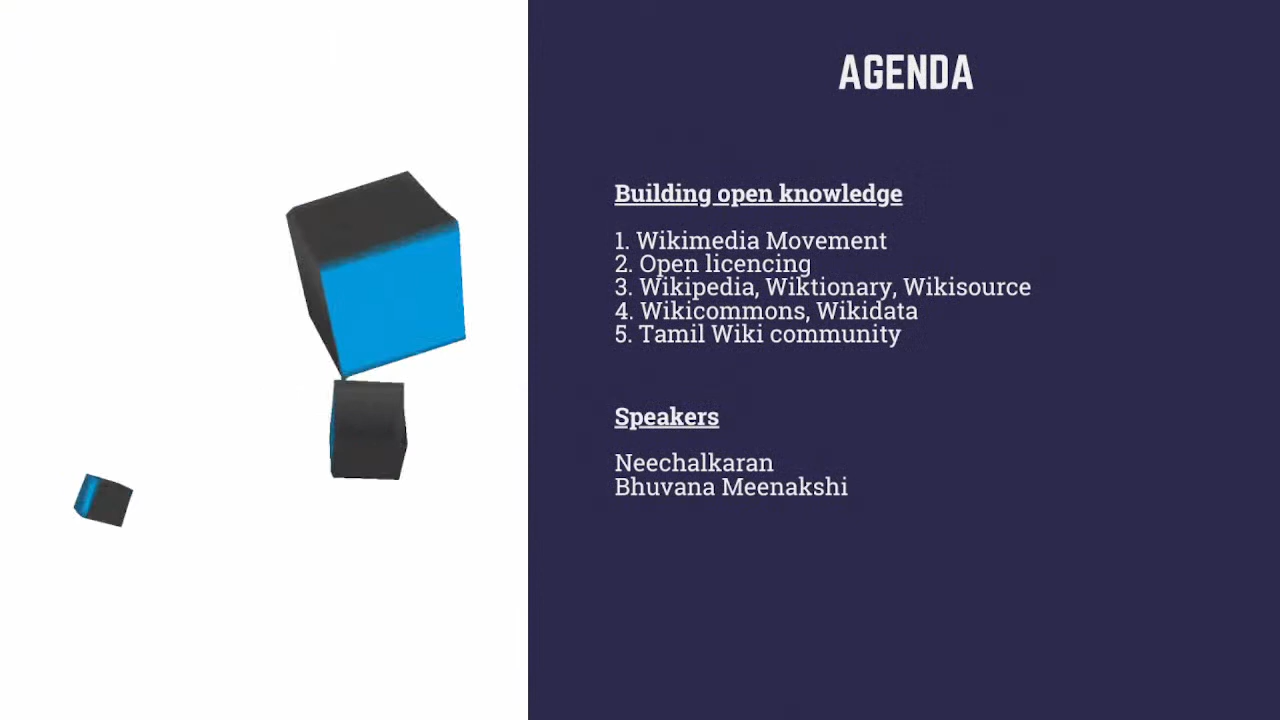 AGENDA
Building open knowledge
1. Wikimedia Movement
2. Open licencing
3. Wikipedia, Wiktionary, Wikisource
4. Wikicommons, Wikidata
5. Tamil Wiki community
Speakers
Neechalkaran
Bhuvana Meenakshi